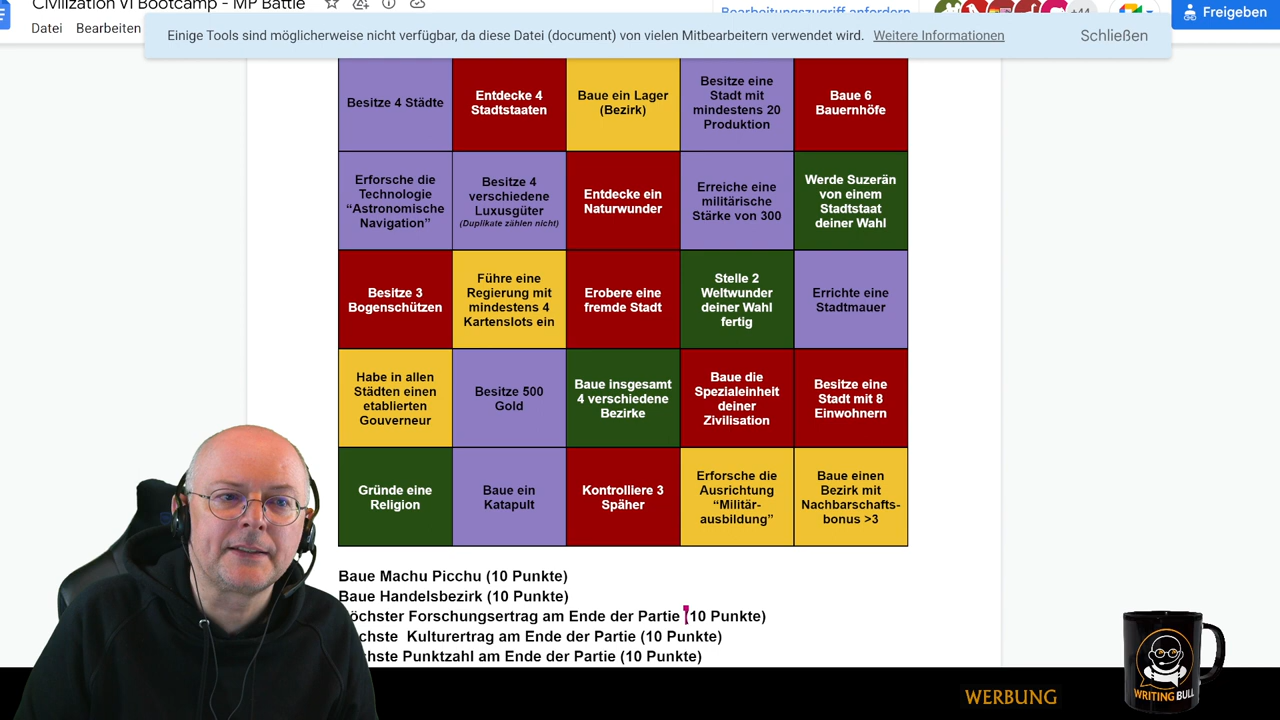 Civilization VI Bootcamp - MP Battle
Bearbeitungszugriff anfordern
+44
Freigeben
Datei Bearbeiten
Einige Tools sind möglicherweise nicht verfügbar, da diese Datei (document) von vielen Mitbearbeitern verwendet wird. Weitere Informationen Schließen
Besitze 4 Städte
Entdecke 4
Stadtstaaten
Baue ein Lager
(Bezirk)
Besitze eine
Stadt mit
mindestens 20
Produktion
Baue 6
Bauernhöfe
Erforsche die
Technologie
“Astronomische
Navigation”
Besitze 4
verschiedene
Luxusgüter
(Duplikate zählen nicht)
Entdecke ein
Naturwunder
Erreiche eine
militärische
Stärke von 300
Werde Suzerän
von einem
Stadtstaat
deiner Wahl
Besitze 3
Bogenschützen
Führe eine
Regierung mit
mindestens 4
Kartenslots ein
Erobere eine
fremde Stadt
Stelle 2
Weltwunder
deiner Wahl
fertig
Errichte eine
Stadtmauer
Habe in allen
Städten einen
etablierten
Gouverneur
Besitze 500
Gold
Baue insgesamt
4 verschiedene
Bezirke
Baue die
Spezialeinheit
deiner
Zivilisation
Besitze eine
Stadt mit 8
Einwohnern
Gründe eine
Religion
Baue ein
Katapult
Kontrolliere 3
Späher
Erforsche die
Ausrichtung
“Militär-
ausbildung”
Baue einen
Bezirk mit
Nachbarschafts-
bonus >3
Baue Machu Picchu (10 Punkte)
Baue Handelsbezirk (10 Punkte)
öchster Forschungsertrag am Ende der Partie (10 Punkte)
chste Kulturertrag am Ende der Partie (10 Punkte)
chste Punktzahl am Ende der Partie (10 Punkte)
WERBUNG
WRITING BULL